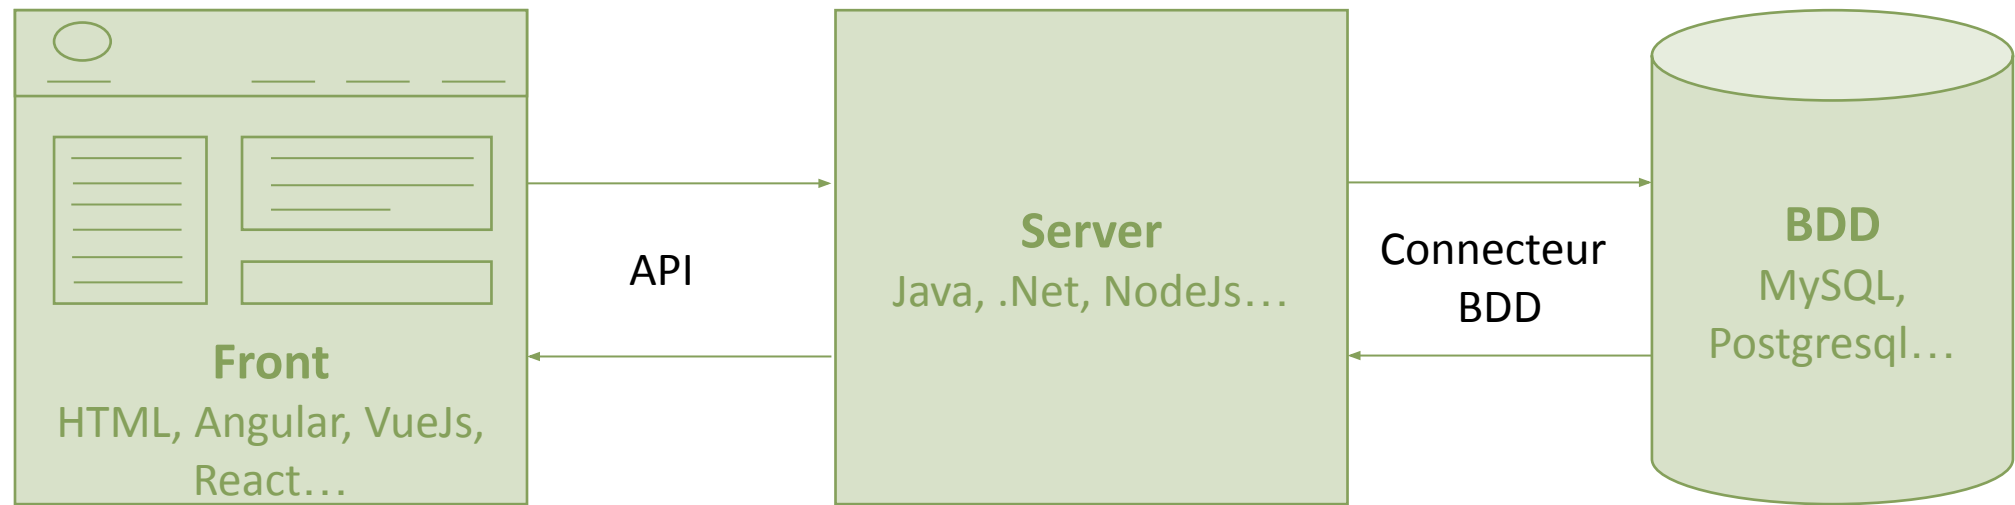 Front
HTML, Angular, VueJs,
React…
API
Server
Java, .Net, NodeJs…
Connecteur
BDD
BDD
MySQL,
Postgresql…